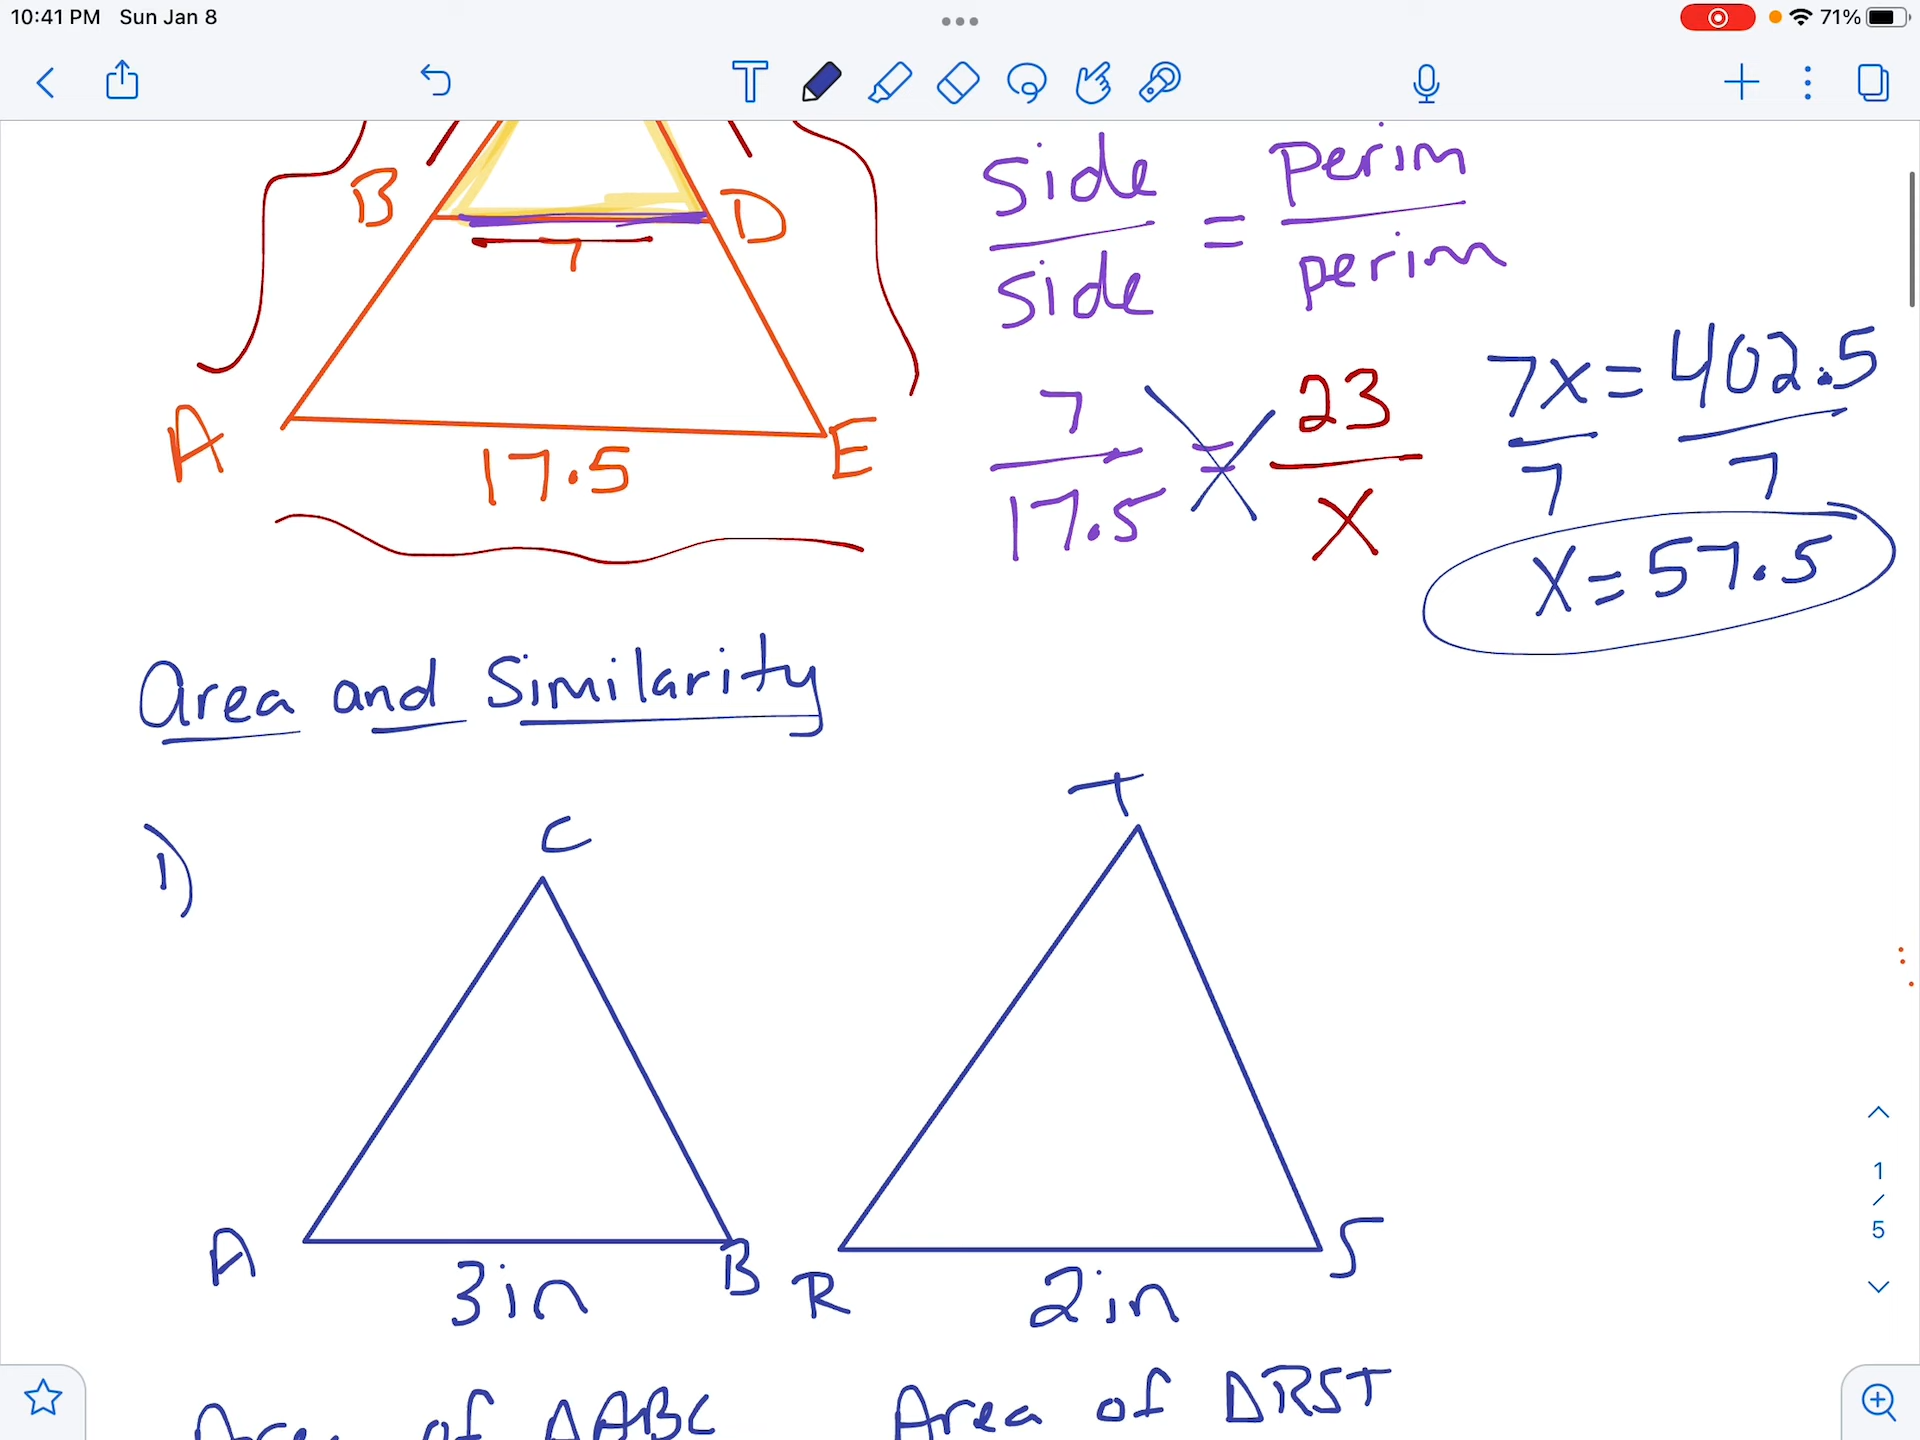 10:41 PM Sun Jan 8
71%
T
B
D
7
A
E
17.5
side
side
=
perim
perim
7
17.5
=
23
x
7x = 402.5
7
7
x = 57.5
Area and Similarity
1)
C
T
A
B
R
S
3in
2in
1
/
5
Area of ΔABC
Area of ΔRST